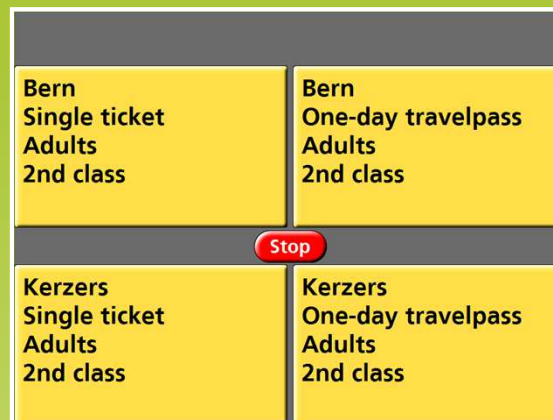 Bern
Single ticket
Adults
2nd class
Bern
One-day travelpass
Adults
2nd class
Stop
Kerzers
Single ticket
Adults
2nd class
Kerzers
One-day travelpass
Adults
2nd class